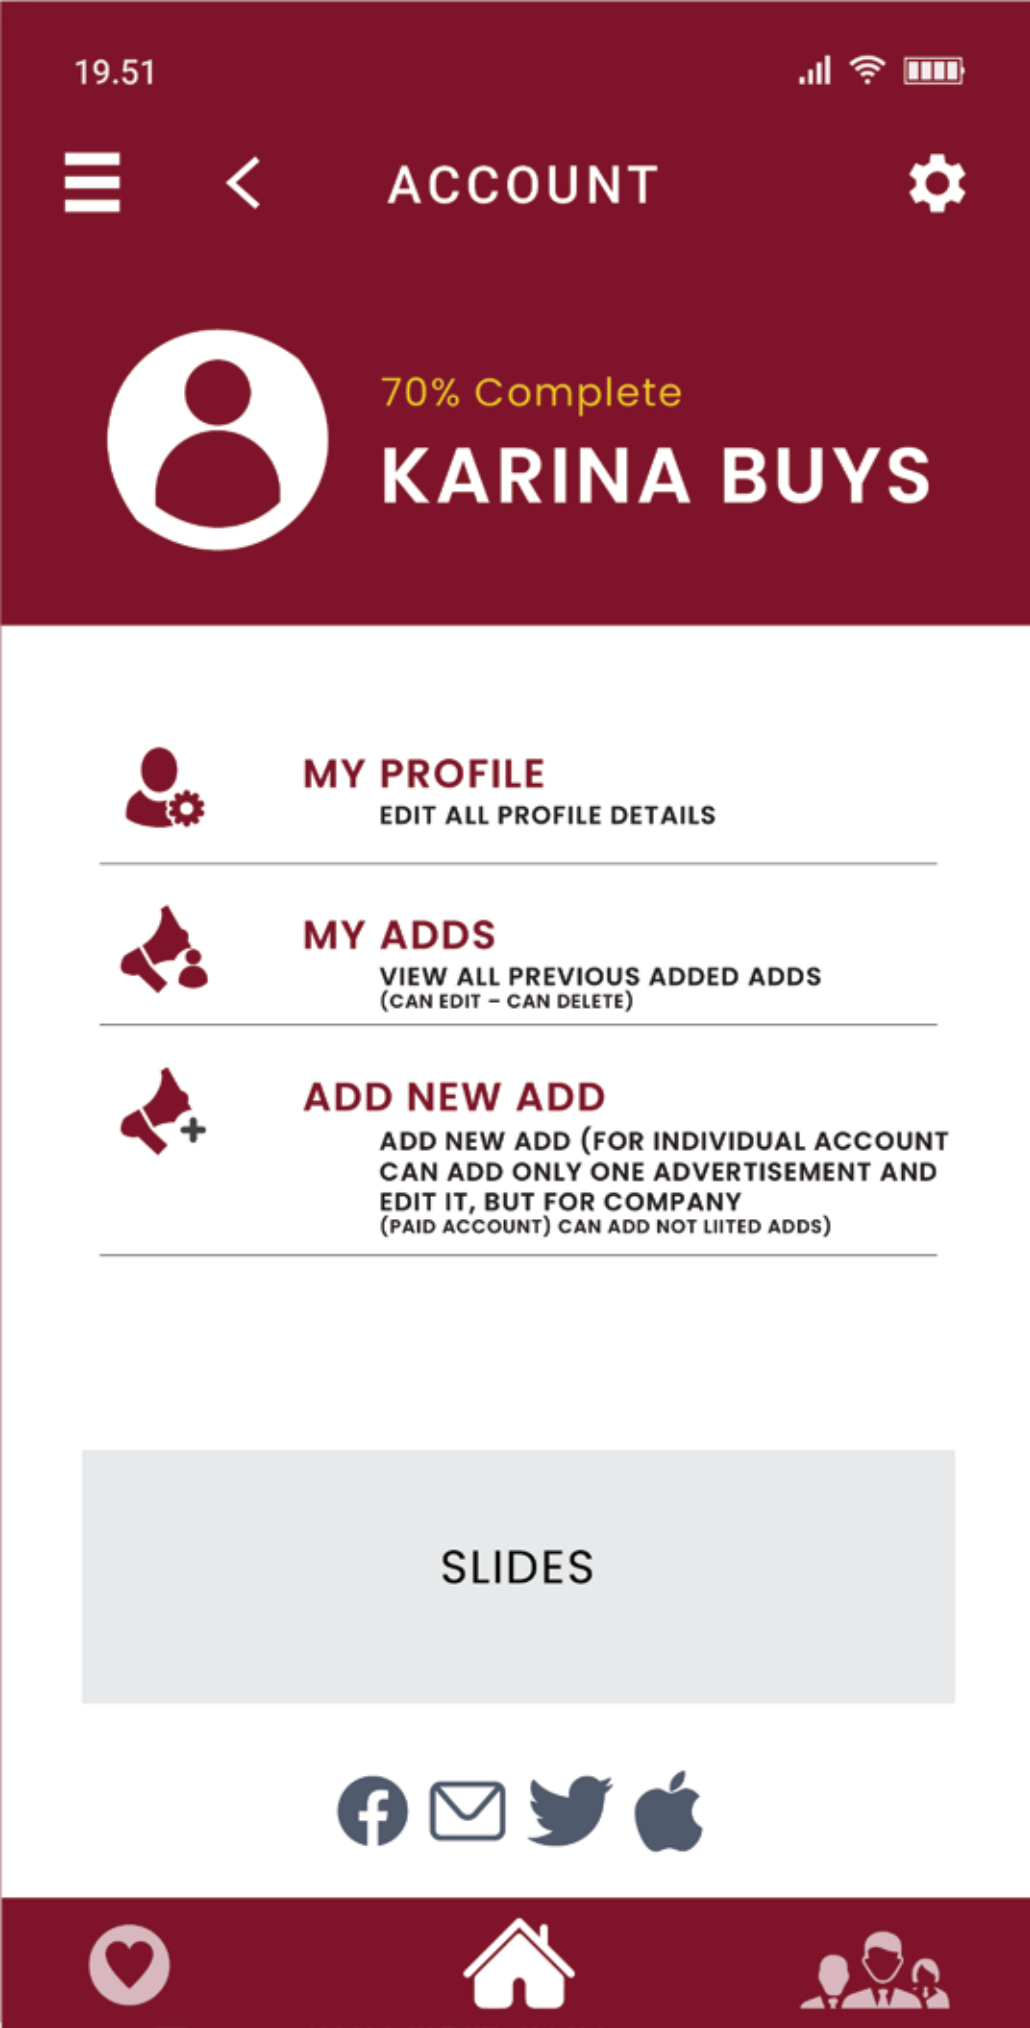 19.51
ACCOUNT
70% Complete
KARINA BUYS
MY PROFILE
EDIT ALL PROFILE DETAILS
MY ADDS
VIEW ALL PREVIOUS ADDED ADDS
(CAN EDIT – CAN DELETE)
ADD NEW ADD
ADD NEW ADD (FOR INDIVIDUAL ACCOUNT
CAN ADD ONLY ONE ADVERTISEMENT AND
EDIT IT, BUT FOR COMPANY
(PAID ACCOUNT) CAN ADD NOT LIITED ADDS)
SLIDES